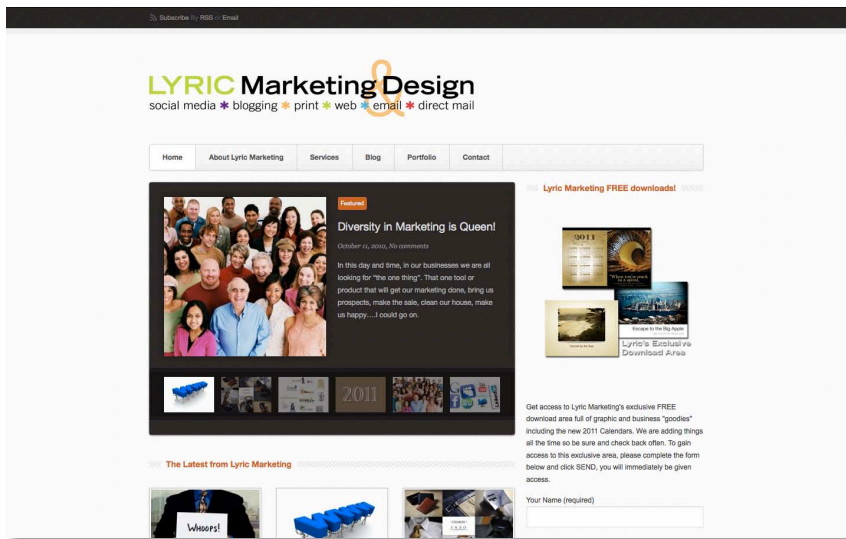 Subscribe By RSS or Email
LYRIC Marketing & Design
social media * blogging * print * web * email * direct mail
Home About Lyric Marketing Services Blog Portfolio Contact
Featured
Diversity in Marketing is Queen!
October 11, 2010, No comments
In this day and time, in our businesses we are all
looking for "the one thing". That one tool or
product that will get our marketing done, bring us
prospects, make the sale, clean our house, make
us happy....I could go on.
2011
The Latest from Lyric Marketing
WHOOPS!
Lyric Marketing FREE downloads!
2011
Escape to the Big Apple
Lyric's Exclusive
Download Area
Get access to Lyric Marketing's exclusive FREE
download area full of graphic and business "goodies"
including the new 2011 Calendars. We are adding things
all the time so be sure and check back often. To gain
access to this exclusive area, please complete the form
below and click SEND, you will immediately be given
access.
Your Name (required)